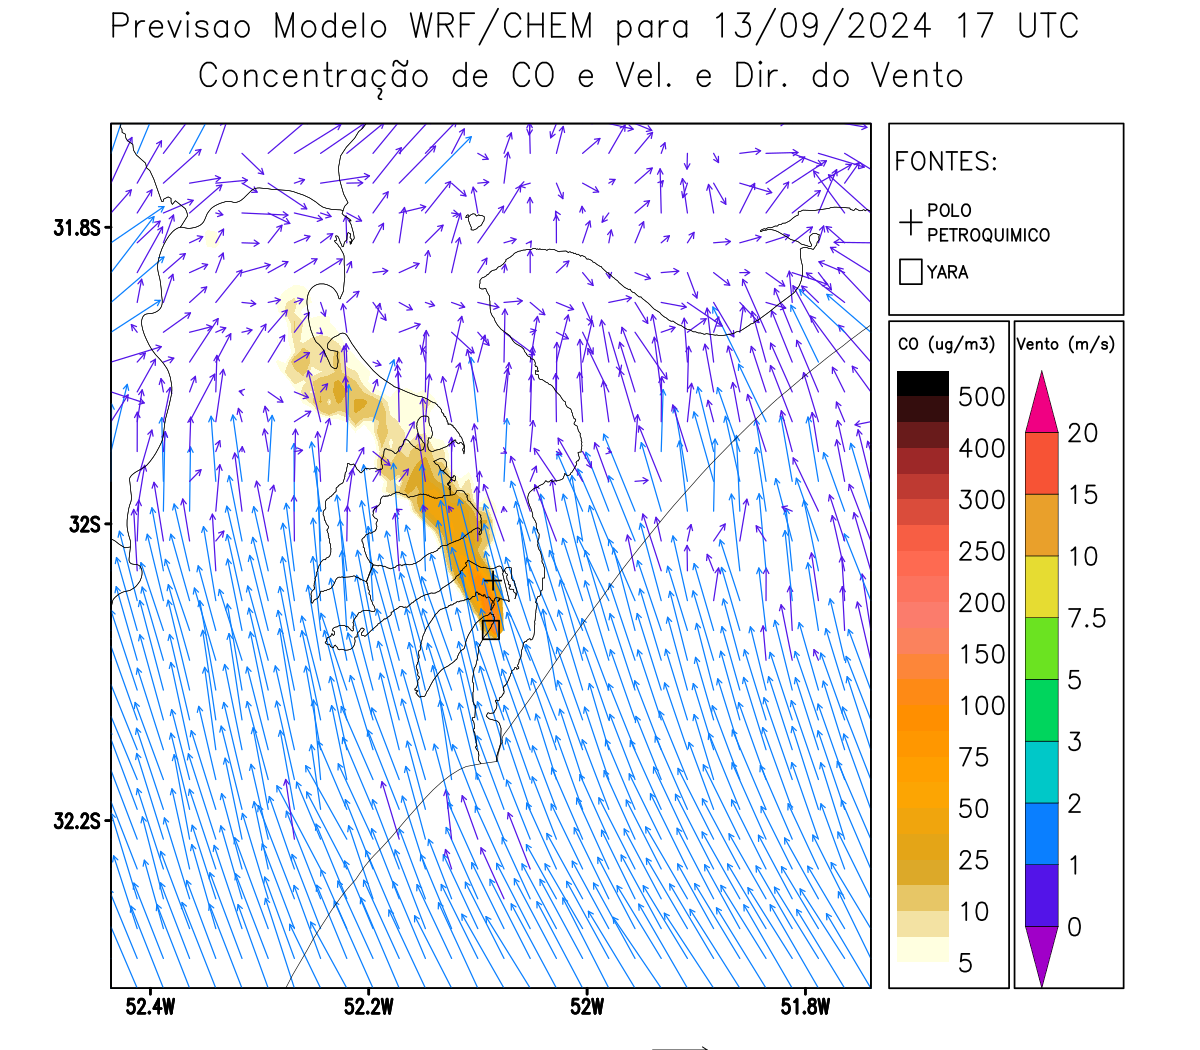 Previsao Modelo WRF/CHEM para 13/09/2024 17 UTC
Concentração de CO e Vel. e Dir. do Vento
FONTES:
POLO
PETROQUIMICO
YARA
CO (ug/m3)
500
400
300
250
200
150
100
75
50
25
10
5
Vento (m/s)
20
15
10
7.5
5
3
2
1
0
31.8S
32S
32.2S
52.4W
52.2W
52W
51.8W